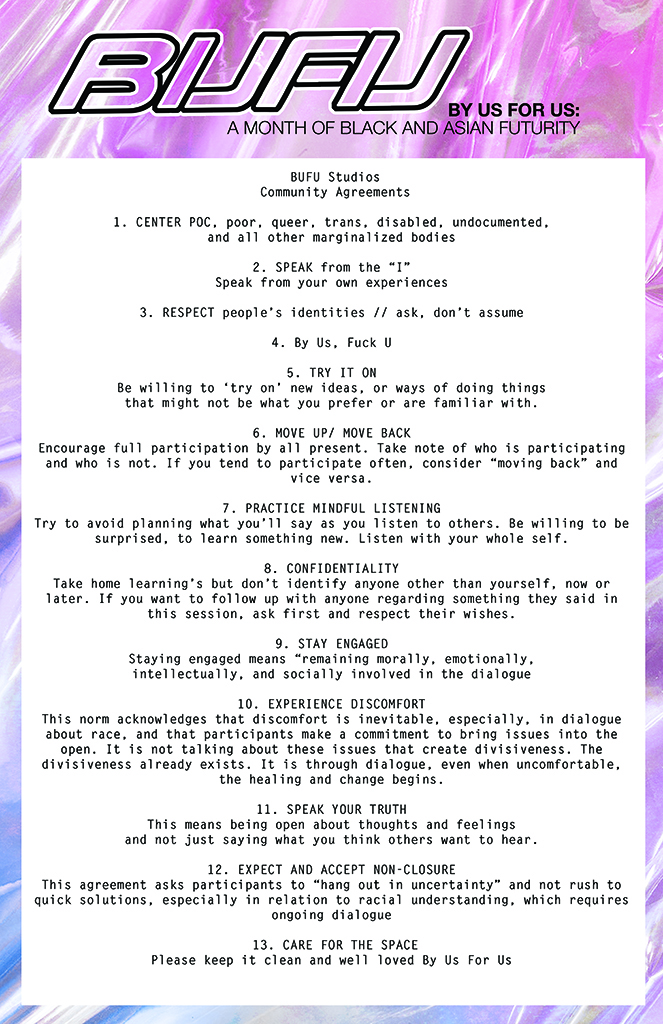 BUFU
BY US FOR US:
A MONTH OF BLACK AND ASIAN FUTURITY
BUFU Studios
Community Agreements
1. CENTER POC, poor, queer, trans, disabled, undocumented,
and all other marginalized bodies
2. SPEAK from the “I”
Speak from your own experiences
3. RESPECT people’s identities // ask, don’t assume
4. By Us, Fuck U
5. TRY IT ON
Be willing to ‘try on’ new ideas, or ways of doing things
that might not be what you prefer or are familiar with.
6. MOVE UP/ MOVE BACK
Encourage full participation by all present. Take note of who is participating
and who is not. If you tend to participate often, consider “moving back” and
vice versa.
7. PRACTICE MINDFUL LISTENING
Try to avoid planning what you’ll say as you listen to others. Be willing to be
surprised, to learn something new. Listen with your whole self.
8. CONFIDENTIALITY
Take home learning’s but don’t identify anyone other than yourself, now or
later. If you want to follow up with anyone regarding something they said in
this session, ask first and respect their wishes.
9. STAY ENGAGED
Staying engaged means “remaining morally, emotionally,
intellectually, and socially involved in the dialogue
10. EXPERIENCE DISCOMFORT
This norm acknowledges that discomfort is inevitable, especially, in dialogue
about race, and that participants make a commitment to bring issues into the
open. It is not talking about these issues that create divisiveness. The
divisiveness already exists. It is through dialogue, even when uncomfortable,
the healing and change begins.
11. SPEAK YOUR TRUTH
This means being open about thoughts and feelings
and not just saying what you think others want to hear.
12. EXPECT AND ACCEPT NON-CLOSURE
This agreement asks participants to “hang out in uncertainty” and not rush to
quick solutions, especially in relation to racial understanding, which requires
ongoing dialogue
13. CARE FOR THE SPACE
Please keep it clean and well loved By Us For Us